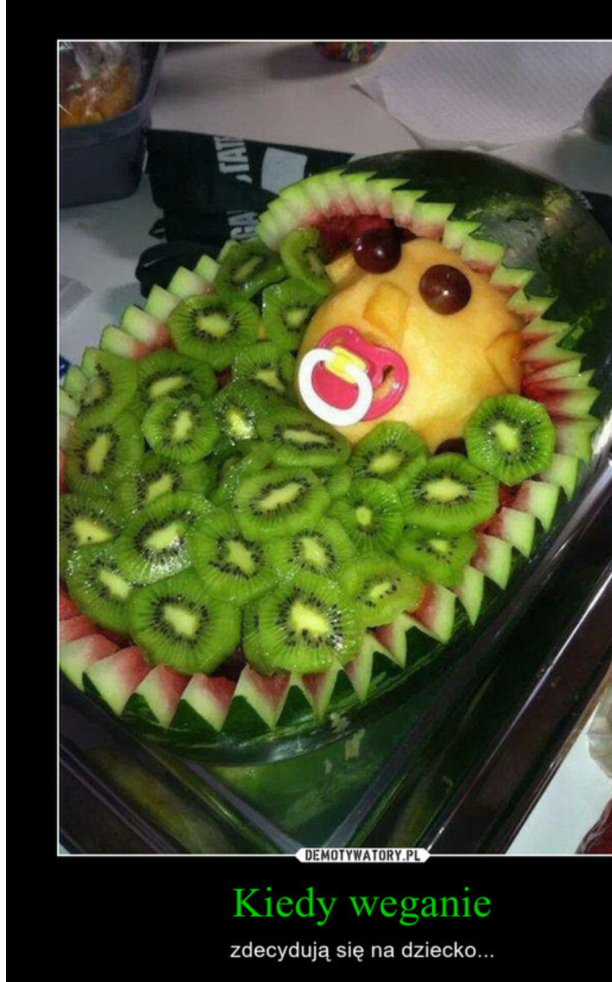 DEMOTYWATORY.PL
Kiedy weganie
zdecydują się na dziecko...